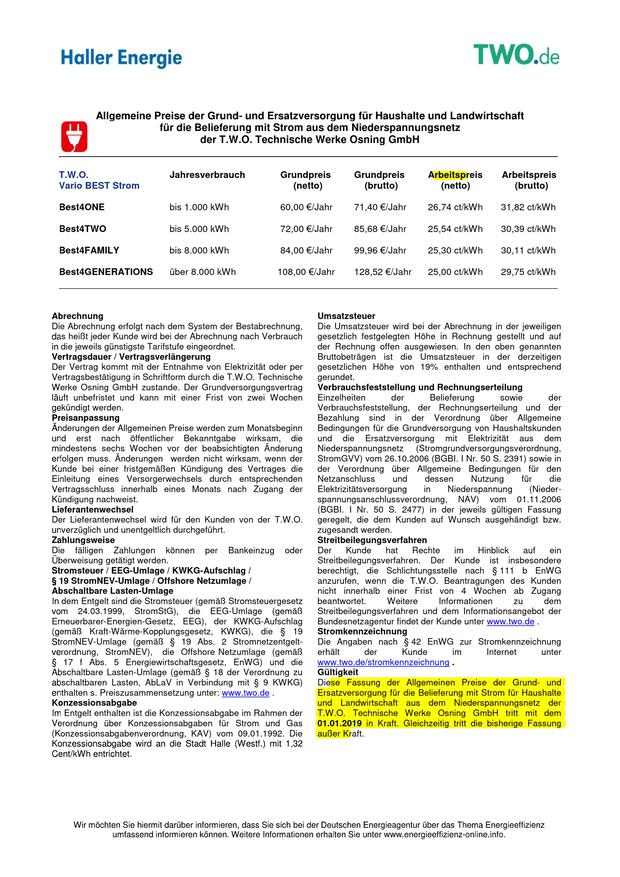 Haller Energie
TWO.de
Allgemeine Preise der Grund- und Ersatzversorgung für Haushalte und Landwirtschaft
für die Belieferung mit Strom aus dem Niederspannungsnetz
der T.W.O. Technische Werke Osning GmbH
T.W.O. Jahresverbrauch Grundpreis Grundpreis Arbeitspreis Arbeitspreis
Vario BEST Strom (netto) (brutto) (netto) (brutto)
Best4ONE bis 1.000 kWh 60,00 €/Jahr 71,40 €/Jahr 26,74 ct/kWh 31,82 ct/kWh
Best4TWO bis 5.000 kWh 72,00 €/Jahr 85,68 €/Jahr 25,54 ct/kWh 30,39 ct/kWh
Best4FAMILY bis 8.000 kWh 84,00 €/Jahr 99,96 €/Jahr 25,30 ct/kWh 30,11 ct/kWh
Best4GENERATIONS über 8.000 kWh 108,00 €/Jahr 128,52 €/Jahr 25,00 ct/kWh 29,75 ct/kWh
Abrechnung
Die Abrechnung erfolgt nach dem System der Bestabrechnung,
das heißt jeder Kunde wird bei der Abrechnung nach Verbrauch
in die jeweils günstigste Tarifstufe eingeordnet.
Vertragsdauer / Vertragsverlängerung
Der Vertrag kommt mit der Entnahme von Elektrizität oder per
Vertragsbestätigung in Schriftform durch die T.W.O. Technische
Werke Osning GmbH zustande. Der Grundversorgungsvertrag
läuft unbefristet und kann mit einer Frist von zwei Wochen
gekündigt werden.
Preisanpassung
Änderungen der Allgemeinen Preise werden zum Monatsbeginn
und erst nach öffentlicher Bekanntgabe wirksam, die
mindestens sechs Wochen vor der beabsichtigten Änderung
erfolgen muss. Änderungen werden nicht wirksam, wenn der
Kunde bei einer fristgemäßen Kündigung des Vertrages die
Einleitung eines Versorgerwechsels durch entsprechenden
Vertragsschluss innerhalb eines Monats nach Zugang der
Kündigung nachweist.
Lieferantenwechsel
Der Lieferantenwechsel wird für den Kunden von der T.W.O.
unverzüglich und unentgeltlich durchgeführt.
Zahlungsweise
Die fälligen Zahlungen können per Bankeinzug oder
Überweisung getätigt werden.
Stromsteuer / EEG-Umlage / KWKG-Aufschlag /
§ 19 StromNEV-Umlage / Offshore Netzumlage /
Abschaltbare Lasten-Umlage
In dem Entgelt sind die Stromsteuer (gemäß Stromsteuergesetz
vom 24.03.1999, StromStG), die EEG-Umlage (gemäß
Erneuerbarer-Energien-Gesetz, EEG), der KWKG-Aufschlag
(gemäß Kraft-Wärme-Kopplungsgesetz, KWKG), die § 19
StromNEV-Umlage (gemäß § 19 Abs. 2 Stromnetzentgelt-
verordnung, StromNEV), die Offshore Netzumlage (gemäß
§ 17 f Abs. 5 Energiewirtschaftsgesetz, EnWG) und die
Abschaltbare Lasten-Umlage (gemäß § 18 der Verordnung zu
abschaltbaren Lasten, AbLaV in Verbindung mit § 9 KWKG)
enthalten s. Preiszusammensetzung unter: www.two.de .
Konzessionsabgabe
Im Entgelt enthalten ist die Konzessionsabgabe im Rahmen der
Verordnung über Konzessionsabgaben für Strom und Gas
(Konzessionsabgabenverordnung, KAV) vom 09.01.1992. Die
Konzessionsabgabe wird an die Stadt Halle (Westf.) mit 1,32
Cent/kWh entrichtet.
Umsatzsteuer
Die Umsatzsteuer wird bei der Abrechnung in der jeweiligen
gesetzlich festgelegten Höhe in Rechnung gestellt und auf
der Rechnung offen ausgewiesen. In den oben genannten
Bruttobeträgen ist die Umsatzsteuer in der derzeitigen
gesetzlichen Höhe von 19% enthalten und entsprechend
gerundet.
Verbrauchsfeststellung und Rechnungserteilung
Einzelheiten der Belieferung sowie der
Verbrauchsfeststellung, der Rechnungserteilung und der
Bezahlung sind in der Verordnung über Allgemeine
Bedingungen für die Grundversorgung von Haushaltskunden
und die Ersatzversorgung mit Elektrizität aus dem
Niederspannungsnetz (Stromgrundversorgungsverordnung,
StromGVV) vom 26.10.2006 (BGBI. I Nr. 50 S. 2391) sowie in
der Verordnung über Allgemeine Bedingungen für den
Netzanschluss und dessen Nutzung für die
Elektrizitätsversorgung in Niederspannung (Nieder-
spannungsanschlussverordnung, NAV) vom 01.11.2006
(BGBI. I Nr. 50 S. 2477) in der jeweils gültigen Fassung
geregelt, die dem Kunden auf Wunsch ausgehändigt bzw.
zugesandt werden.
Streitbeilegungsverfahren
Der Kunde hat Rechte im Hinblick auf ein
Streitbeilegungsverfahren. Der Kunde ist insbesondere
berechtigt, die Schlichtungsstelle nach § 111 b EnWG
anzurufen, wenn die T.W.O. Beantragungen des Kunden
nicht innerhalb einer Frist von 4 Wochen ab Zugang
beantwortet. Weitere Informationen zu dem
Streitbeilegungsverfahren und dem Informationsangebot der
Bundesnetzagentur findet der Kunde unter www.two.de .
Stromkennzeichnung
Die Angaben nach § 42 EnWG zur Stromkennzeichnung
erhält der Kunde im Internet unter
www.two.de/stromkennzeichnung .
Gültigkeit
Diese Fassung der Allgemeinen Preise der Grund- und
Ersatzversorgung für die Belieferung mit Strom für Haushalte
und Landwirtschaft aus dem Niederspannungsnetz der
T.W.O. Technische Werke Osning GmbH tritt mit dem
01.01.2019 in Kraft. Gleichzeitig tritt die bisherige Fassung
außer Kraft.
Wir möchten Sie hiermit darüber informieren, dass Sie sich bei der Deutschen Energieagentur über das Thema Energieeffizienz
umfassend informieren können. Weitere Informationen erhalten Sie unter www.energieeffizienz-online.info.